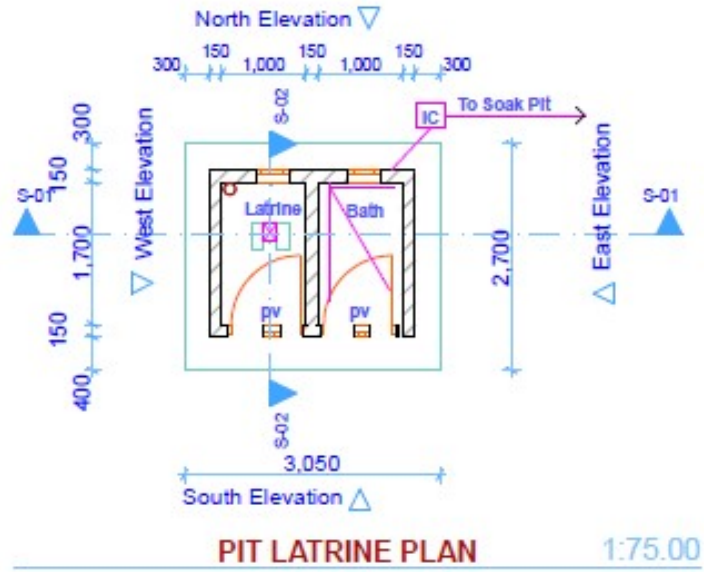 North Elevation
150 150 150
300 1,000 1,000 300
S-02
IC To Soak Pit
300
150
West Elevation
East Elevation
S-01
S-01
Latrine Bath
1,700
2,700
pv pv
150
400
S-02
3,050
South Elevation
PIT LATRINE PLAN 1:75.00